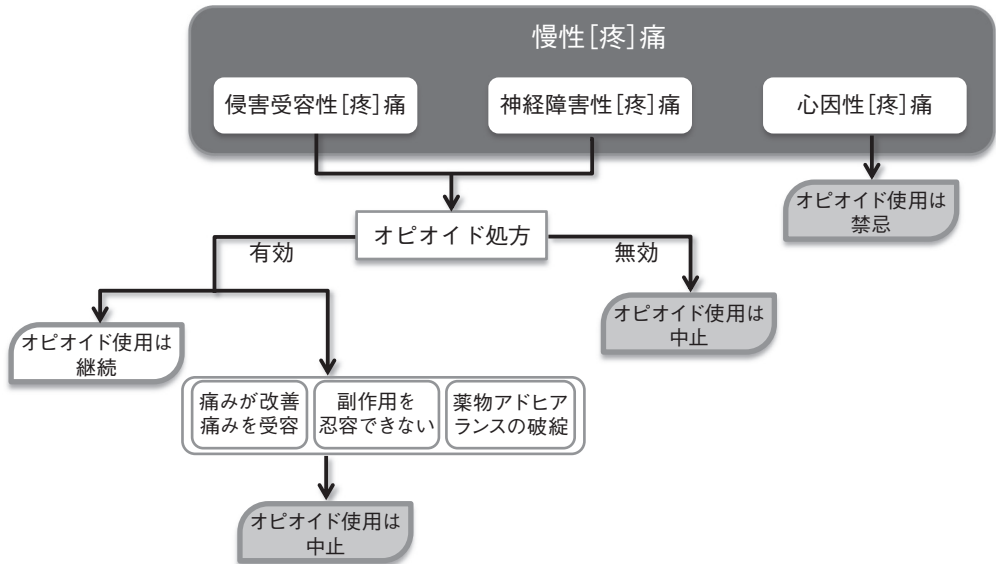 慢性[疼]痛
侵害受容性[疼]痛
神経障害性[疼]痛
心因性[疼]痛
オピオイド使用は
禁忌
オピオイド処方
有効
無効
オピオイド使用は
中止
オピオイド使用は
継続
痛みが改善
痛みを受容
副作用を
忍容できない
薬物アドヒア
ランスの破綻
オピオイド使用は
中止